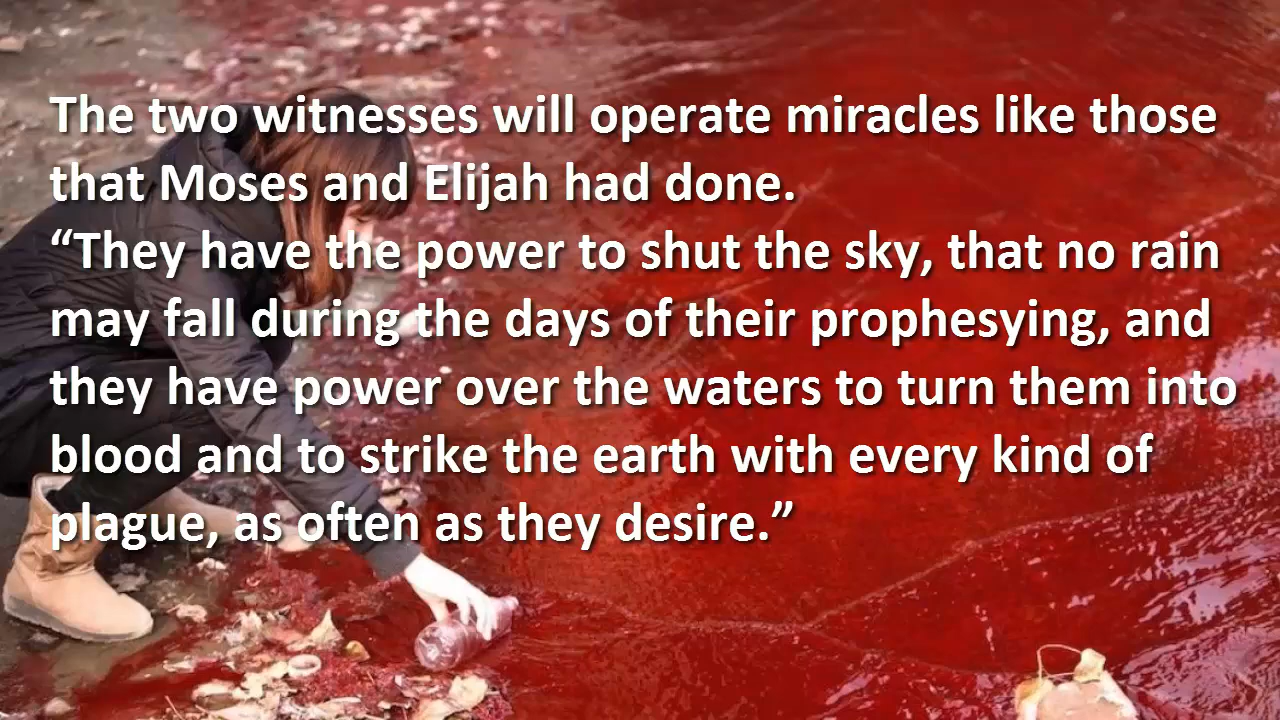 The two witnesses will operate miracles like those
that Moses and Elijah had done.
“They have the power to shut the sky, that no rain
may fall during the days of their prophesying, and
they have power over the waters to turn them into
blood and to strike the earth with every kind of
plague, as often as they desire.”